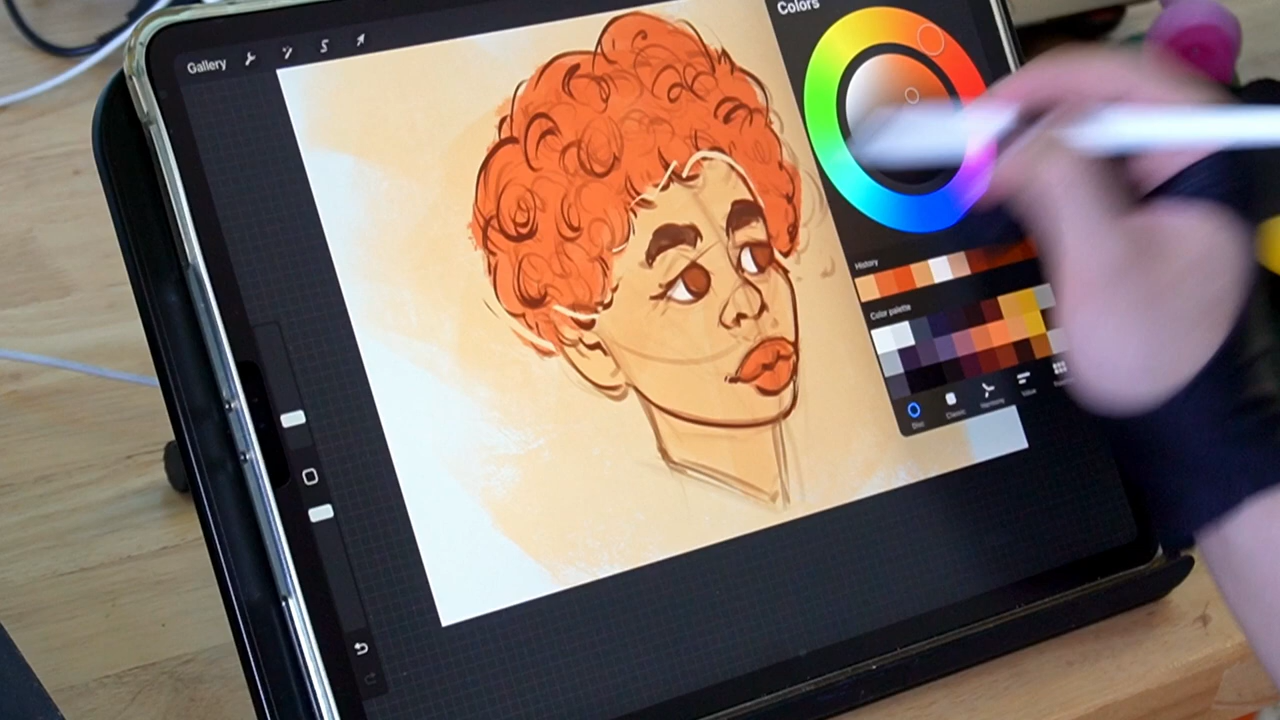 Gallery
Colors
History
Color palette
Disc
Classic
Harmony
Value